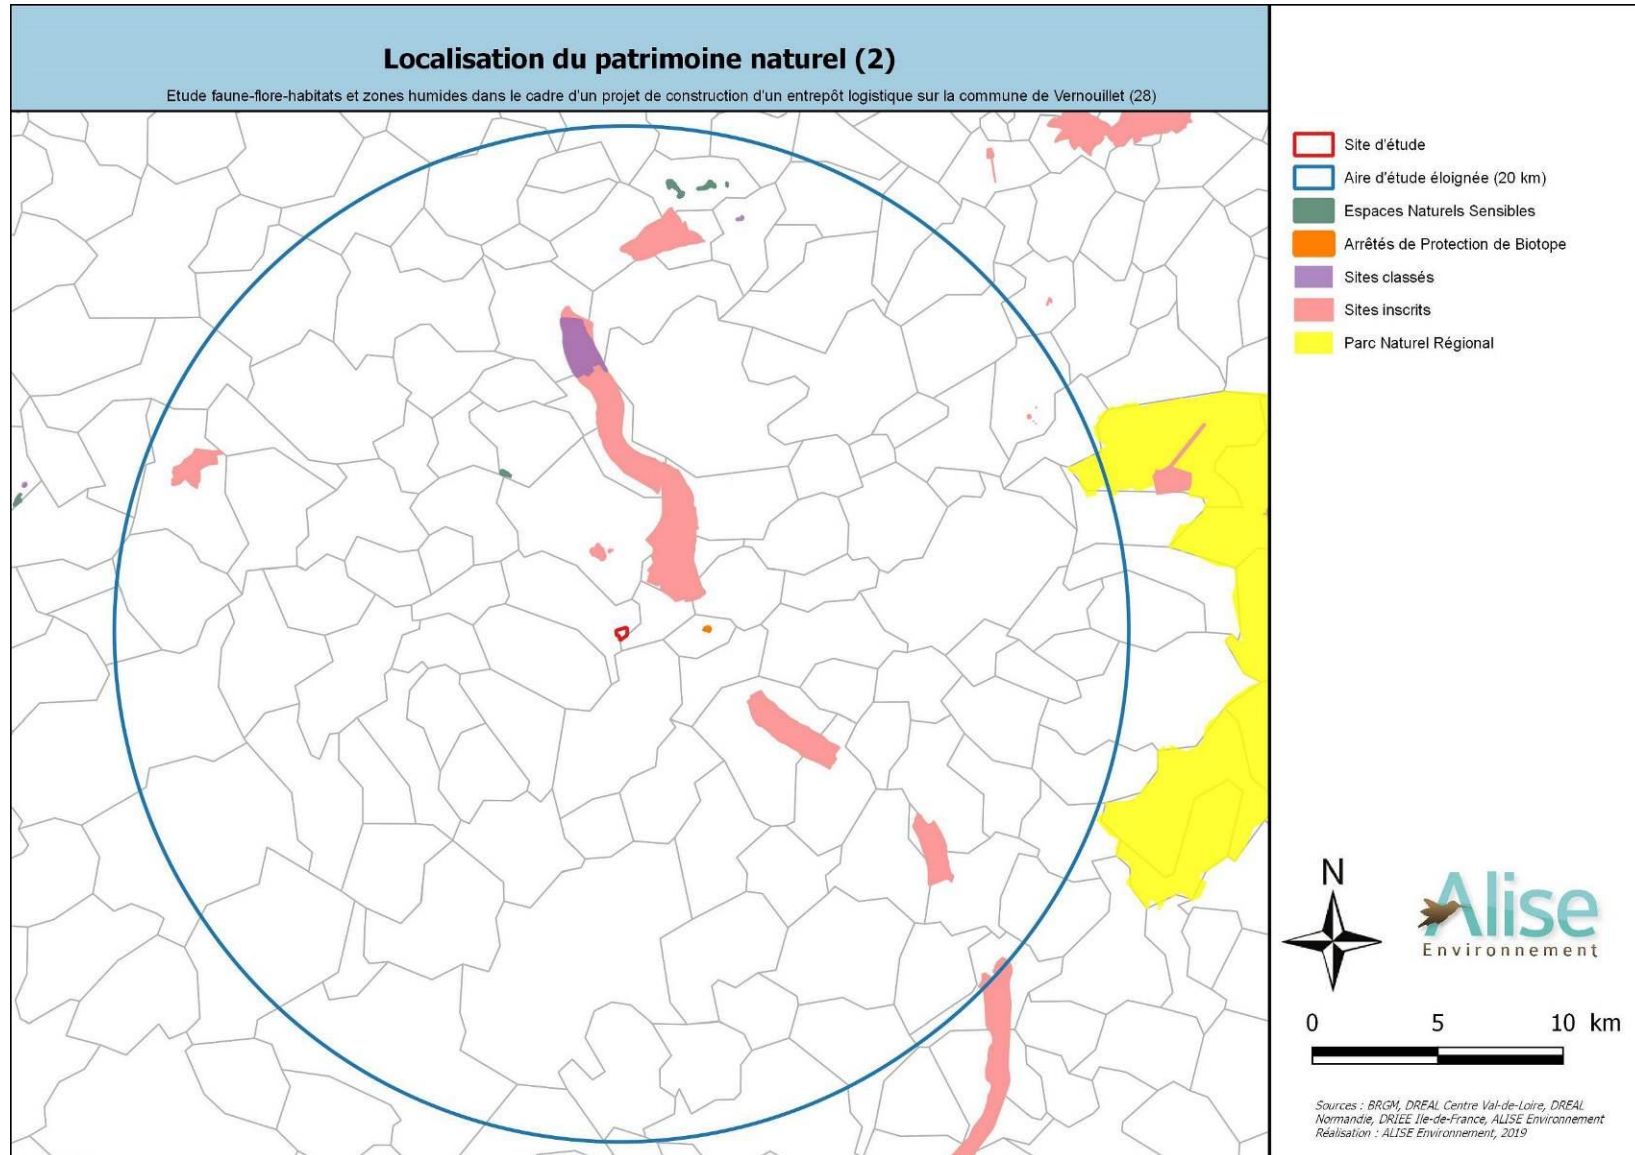 Localisation du patrimoine naturel (2)
Etude faune-flore-habitats et zones humides dans le cadre d'un projet de construction d'un entrepôt logistique sur la commune de Vernouillet (28)
Site d'étude
Aire d'étude éloignée (20 km)
Espaces Naturels Sensibles
Arrêtés de Protection de Biotope
Sites classés
Sites inscrits
Parc Naturel Régional
N
Alise
Environnement
0 5 10 km
Sources : BRGM, DREAL Centre Val-de-Loire, DREAL
Normandie, DRIEE Ile-de-France, ALISE Environnement
Réalisation : ALISE Environnement, 2019